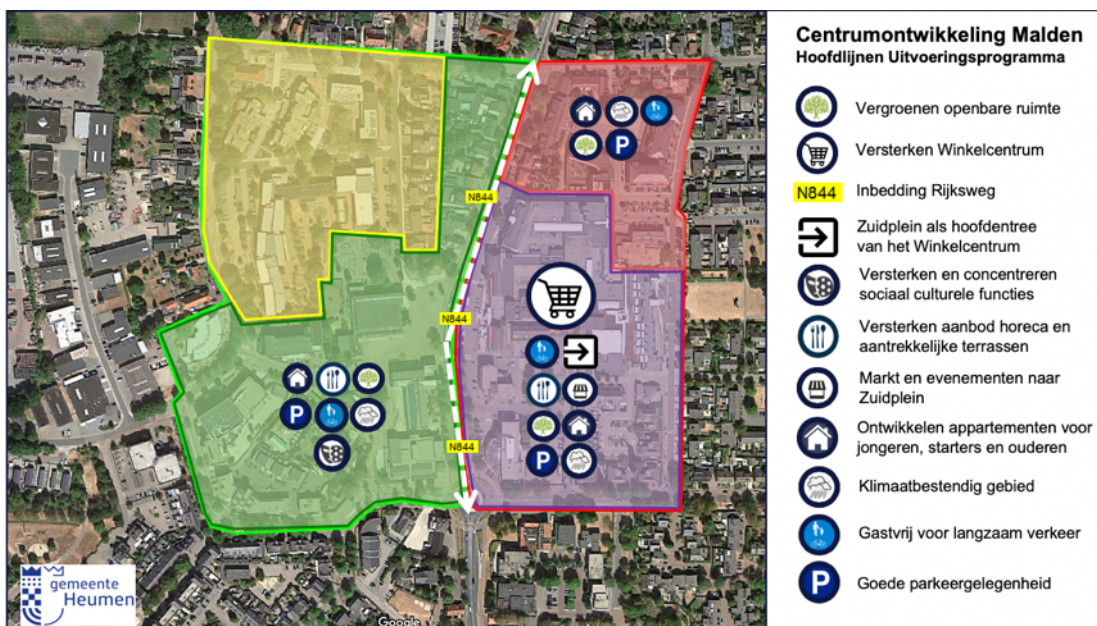 Centrumontwikkeling Malden
Hoofdlijnen Uitvoeringsprogramma
Vergroenen openbare ruimte
Versterken Winkelcentrum
N844
Inbedding Rijksweg
Zuidplein als hoofdentree
van het Winkelcentrum
Versterken en concentreren
sociaal culturele functies
Versterken aanbod horeca en
aantrekkelijke terrassen
Markt en evenementen naar
Zuidplein
Ontwikkelen appartementen voor
jongeren, starters en ouderen
Klimaatbestendig gebied
Gastvrij voor langzaam verkeer
P
Goede parkeergelegenheid
P
N844
N844
P
N844
P
gemeente
Heumen
Google